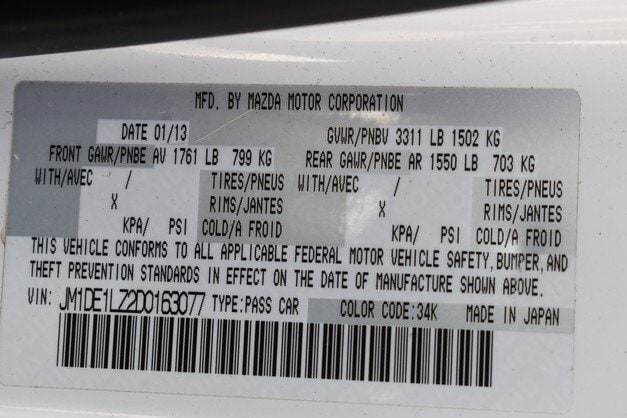 MFD. BY MAZDA MOTOR CORPORATION
DATE 01/13 GVWR/PNBV 3311 LB 1502 KG
FRONT GAWR/PNBE AV 1761 LB 799 KG REAR GAWR/PNBE AR 1550 LB 703 KG
WITH/AVEC / TIRES/PNEUS WITH/AVEC / TIRES/PNEUS
X RIMS/JANTES X RIMS/JANTES
KPA/ PSI COLD/A FROID KPA/ PSI COLD/A FROID
THIS VEHICLE CONFORMS TO ALL APPLICABLE FEDERAL MOTOR VEHICLE SAFETY,BUMPER,AND
THEFT PREVENTION STANDARDS IN EFFECT ON THE DATE OF MANUFACTURE SHOWN ABOVE.
VIN: JM1DE1LZ2D0163077 TYPE:PASS CAR COLOR CODE:34K MADE IN JAPAN